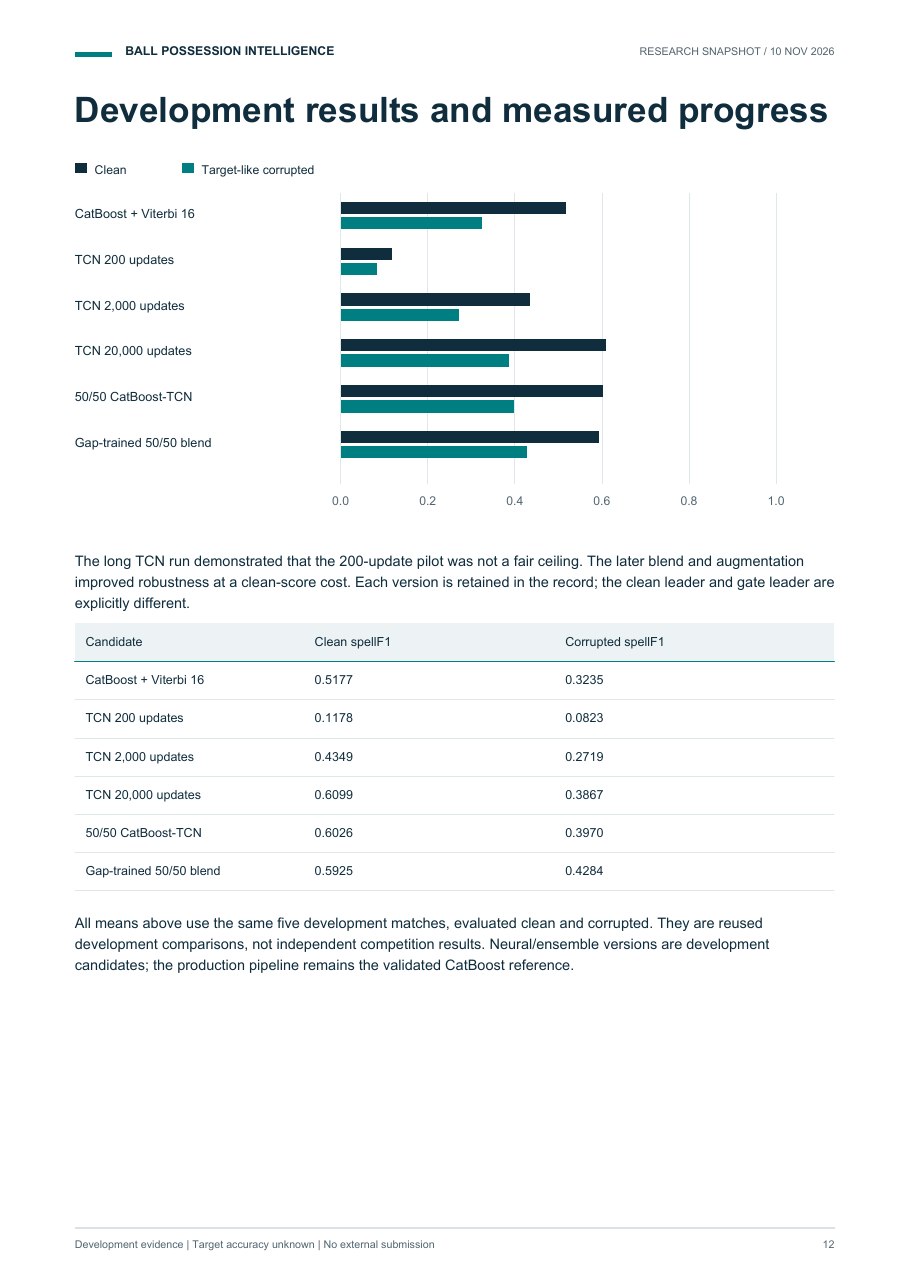 BALL POSSESSION INTELLIGENCE
RESEARCH SNAPSHOT / 10 NOV 2026
Development results and measured progress
Clean
Target-like corrupted
CatBoost + Viterbi 16
TCN 200 updates
TCN 2,000 updates
TCN 20,000 updates
50/50 CatBoost-TCN
Gap-trained 50/50 blend
0.0 0.2 0.4 0.6 0.8 1.0
The long TCN run demonstrated that the 200-update pilot was not a fair ceiling. The later blend and augmentation
improved robustness at a clean-score cost. Each version is retained in the record; the clean leader and gate leader are
explicitly different.
Candidate Clean spellF1 Corrupted spellF1
CatBoost + Viterbi 16 0.5177 0.3235
TCN 200 updates 0.1178 0.0823
TCN 2,000 updates 0.4349 0.2719
TCN 20,000 updates 0.6099 0.3867
50/50 CatBoost-TCN 0.6026 0.3970
Gap-trained 50/50 blend 0.5925 0.4284
All means above use the same five development matches, evaluated clean and corrupted. They are reused
development comparisons, not independent competition results. Neural/ensemble versions are development
candidates; the production pipeline remains the validated CatBoost reference.
Development evidence | Target accuracy unknown | No external submission
12